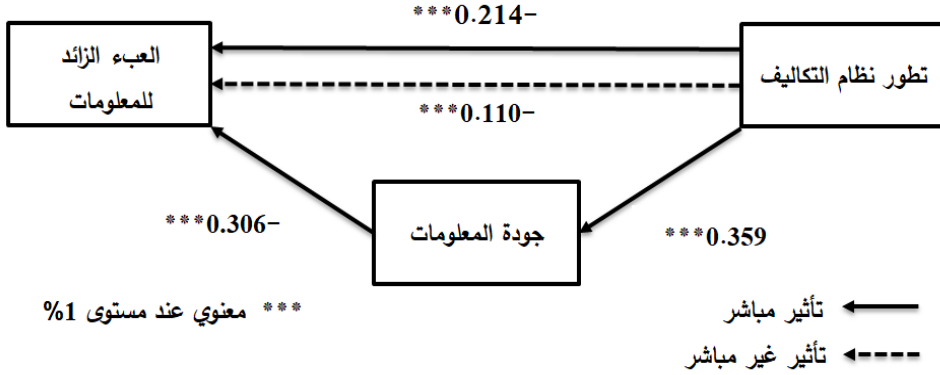 ***0.214-
تطور نظام التكاليف
العبء الزائد
للمعلومات
***0.110-
جودة المعلومات
***0.359
***0.306-
تأثير مباشر
تأثير غير مباشر
*** معنوي عند مستوى 1%